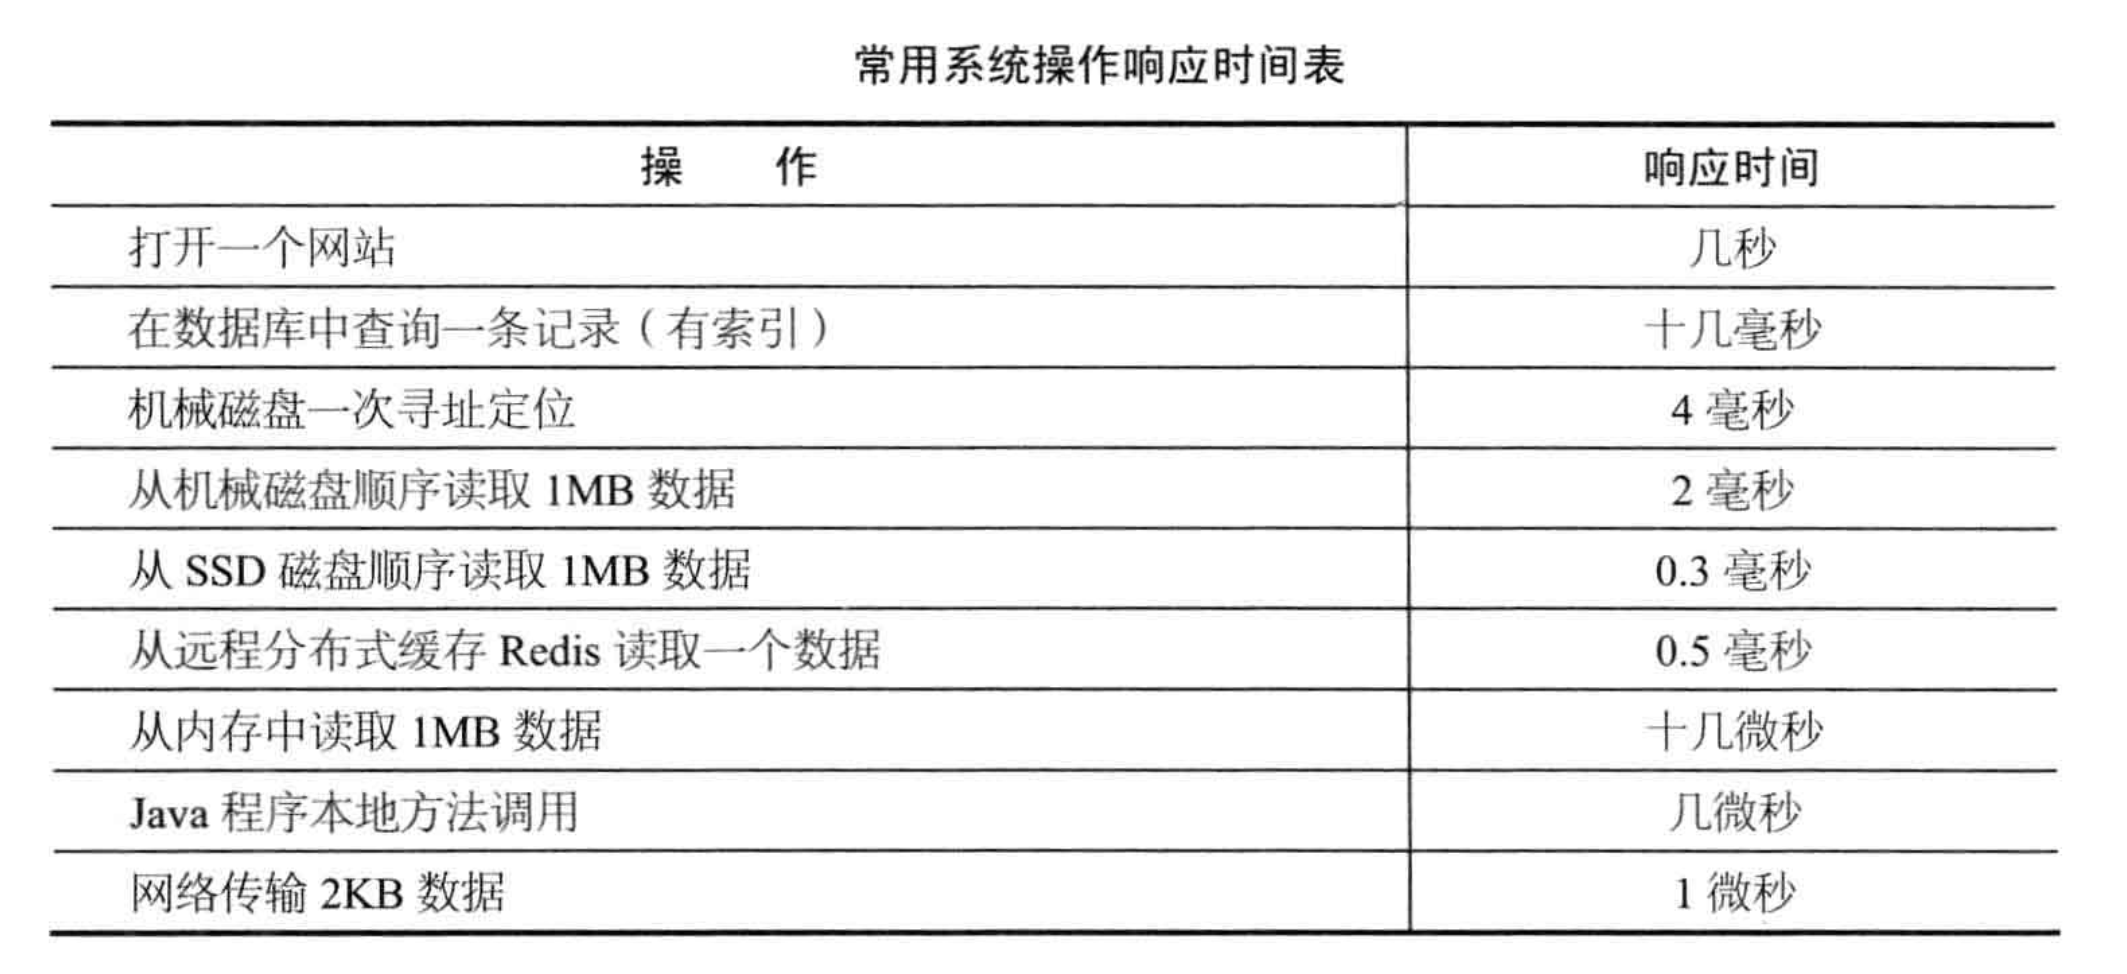 常用系统操作响应时间表
操 作 响应时间
打开一个网站 几秒
在数据库中查询一条记录（有索引） 十几毫秒
机械磁盘一次寻址定位 4 毫秒
从机械磁盘顺序读取 1MB 数据 2 毫秒
从 SSD 磁盘顺序读取 1MB 数据 0.3 毫秒
从远程分布式缓存 Redis 读取一个数据 0.5 毫秒
从内存中读取 1MB 数据 十几微秒
Java 程序本地方法调用 几微秒
网络传输 2KB 数据 1 微秒